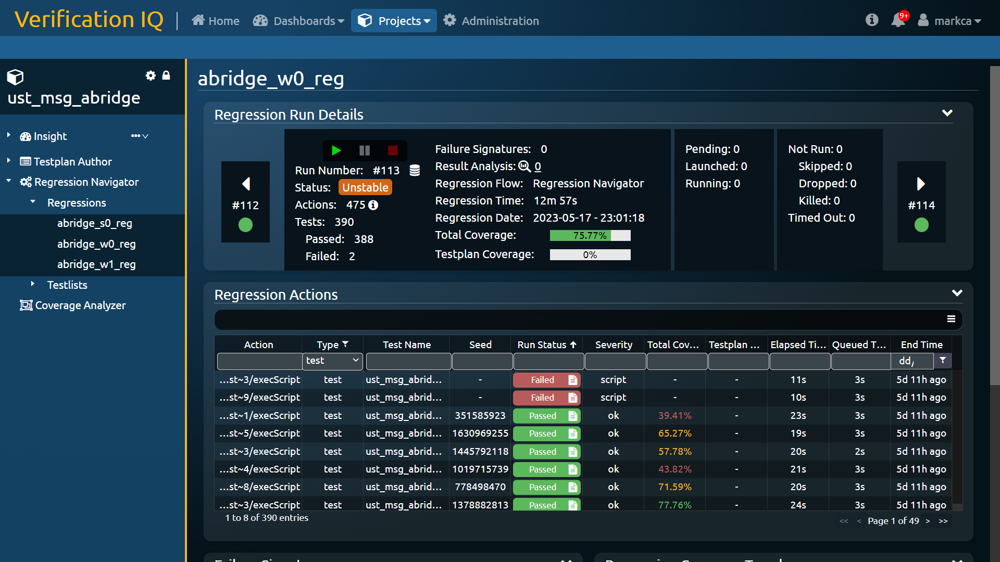 Verification IQ
Home
Dashboards
Projects
Administration
9+
markca
ust_msg_abridge
Insight
Testplan Author
Regression Navigator
Regressions
abridge_s0_reg
abridge_w0_reg
abridge_w1_reg
Testlists
Coverage Analyzer
abridge_w0_reg
Regression Run Details
#112
Run Number: #113
Status: Unstable
Actions: 475
Tests: 390
Passed: 388
Failed: 2
Failure Signatures: 0
Result Analysis: 0
Regression Flow: Regression Navigator
Regression Time: 12m 57s
Regression Date: 2023-05-17 - 23:01:18
Total Coverage: 75.77%
Testplan Coverage: 0%
Pending: 0
Launched: 0
Running: 0
Not Run: 0
Skipped: 0
Dropped: 0
Killed: 0
Timed Out: 0
#114
Regression Actions
Action Type Test Name Seed Run Status Severity Total Cov... Testplan ... Elapsed Ti... Queued T... End Time
test dd/
...st~3/execScript test ust_msg_abrid... - Failed script - - 11s 3s 5d 11h ago
...st~9/execScript test ust_msg_abrid... - Failed script - - 10s 3s 5d 11h ago
...st~1/execScript test ust_msg_abrid... 351585923 Passed ok 39.41% - 23s 3s 5d 11h ago
...st~5/execScript test ust_msg_abrid... 1630969255 Passed ok 65.27% - 19s 3s 5d 11h ago
...st~3/execScript test ust_msg_abrid... 1445792118 Passed ok 57.78% - 20s 2s 5d 11h ago
...st~4/execScript test ust_msg_abrid... 1019715739 Passed ok 43.82% - 21s 3s 5d 11h ago
...st~8/execScript test ust_msg_abrid... 778498470 Passed ok 71.59% - 20s 3s 5d 11h ago
...st~3/execScript test ust_msg_abrid... 1378882813 Passed ok 77.76% - 24s 3s 5d 11h ago
1 to 8 of 390 entries
<< < Page 1 of 49 > >>